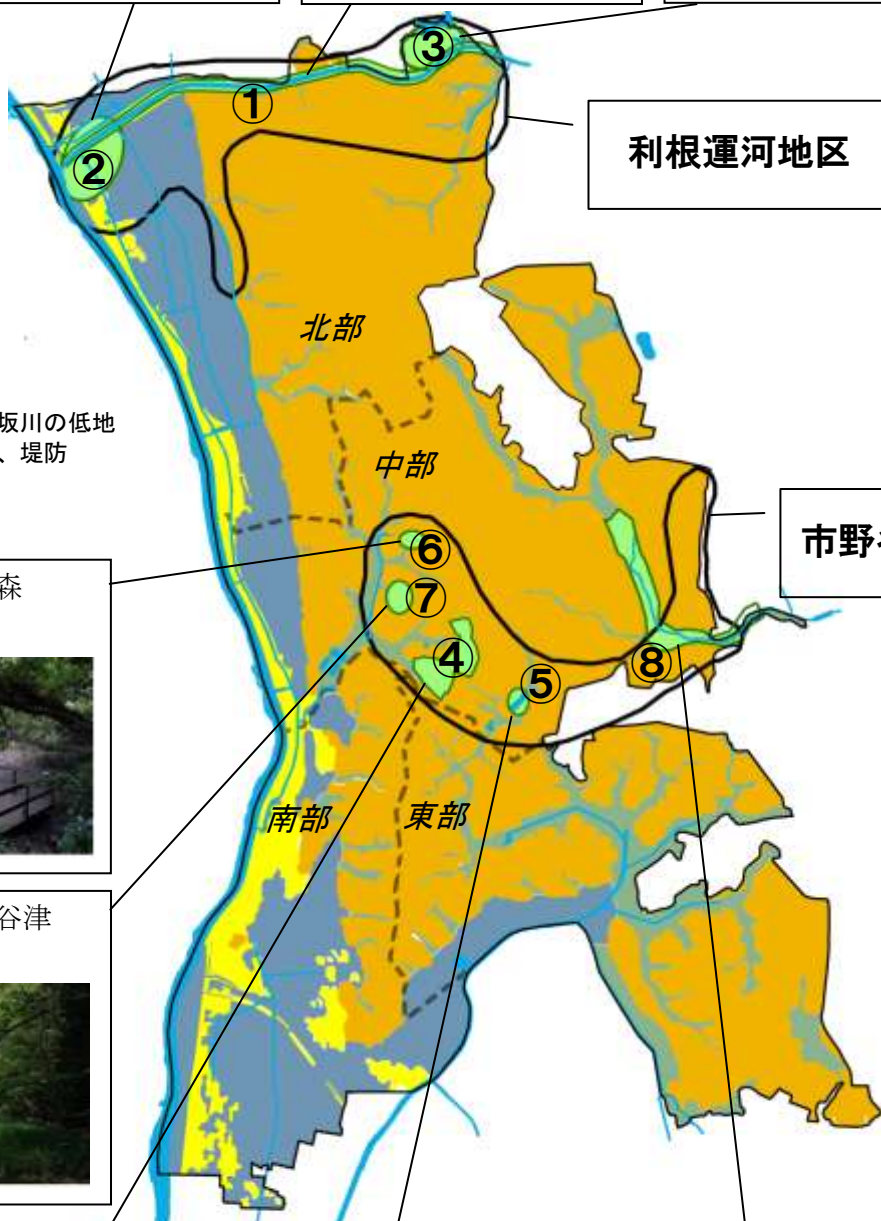 ③
①
②
利根運河地区
北部
坂川の低地
、堤防
中部
市野谷
⑥
森
⑦
④
⑤
⑧
南部
東部
谷津